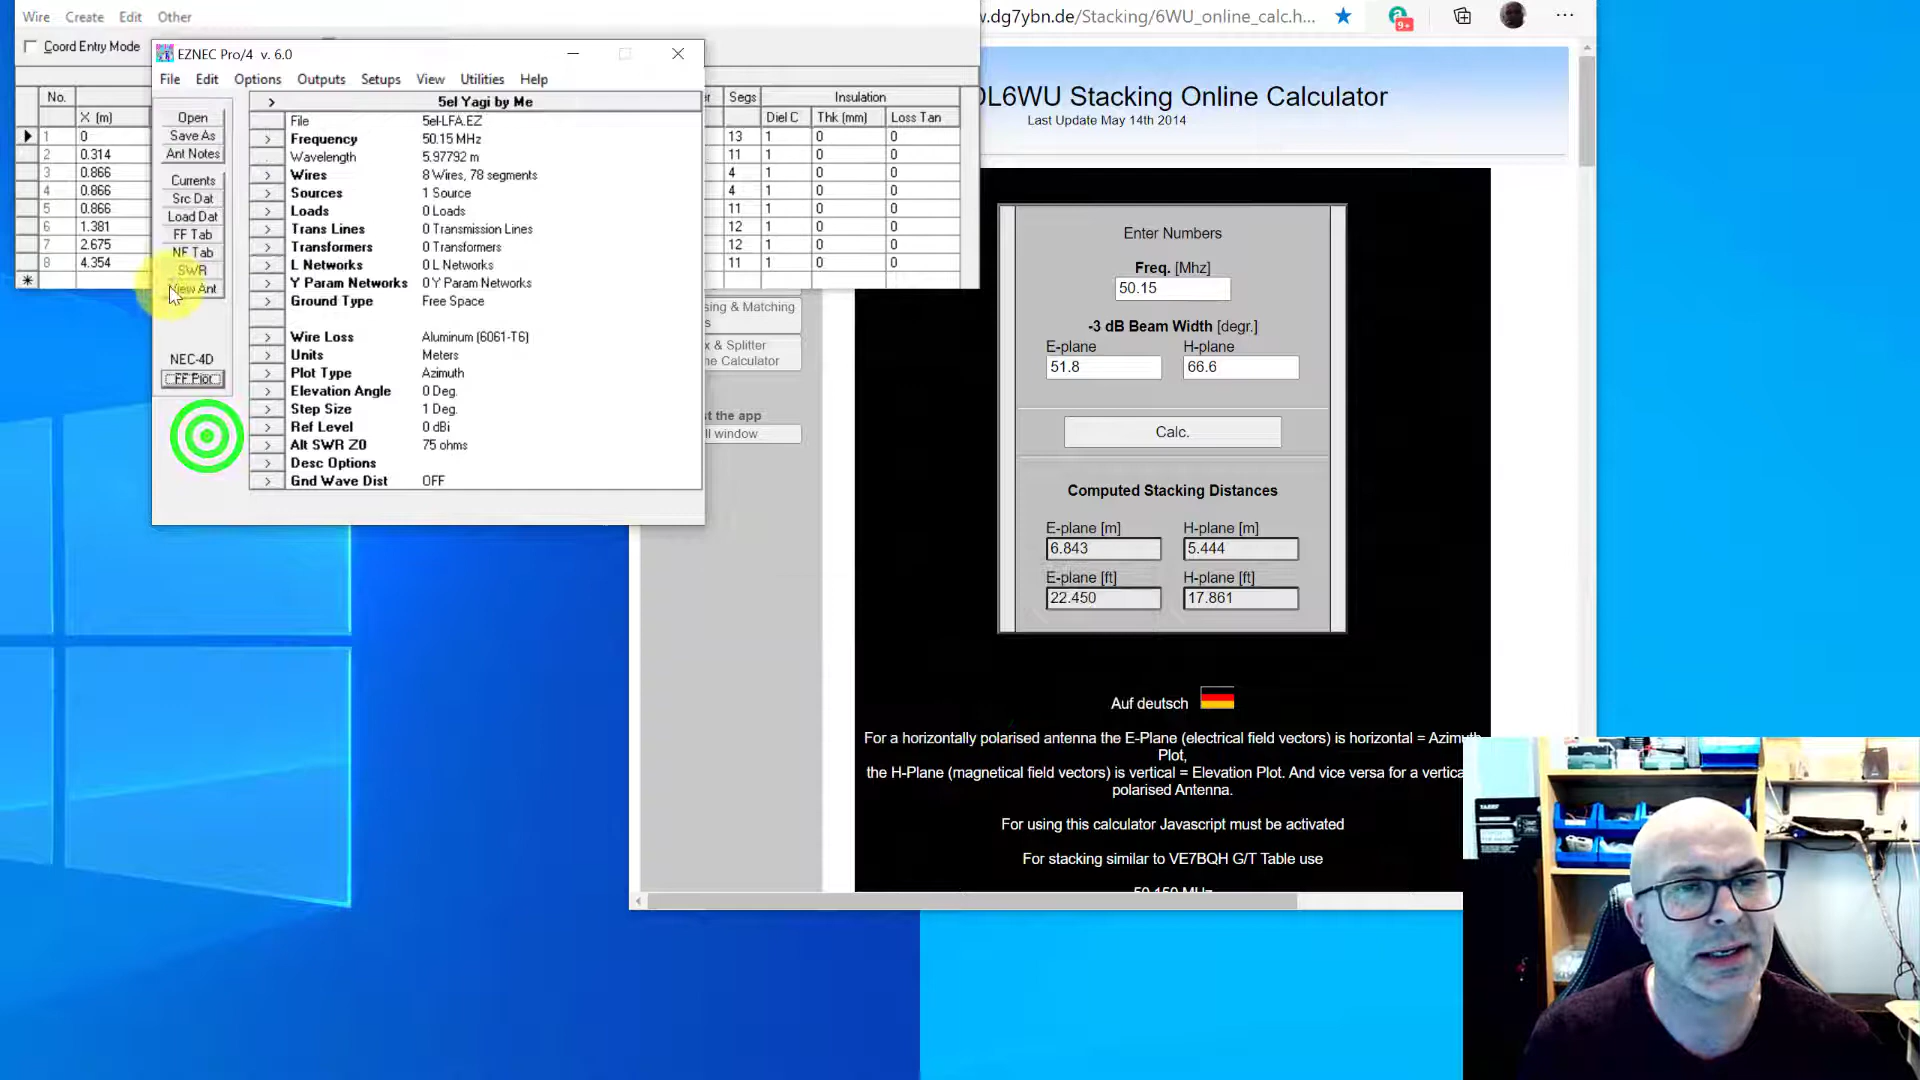 Wire Create Edit Other
Coord Entry Mode
No.
X (m)
1 0
2 0.314
3 0.866
4 0.866
5 0.866
6 1.381
7 2.675
8 4.354
EZNEC Pro/4 v. 6.0
File Edit Options Outputs Setups View Utilities Help
Open
Save As
Ant Notes
Currents
Src Dat
Load Dat
FF Tab
NF Tab
SWR
View Ant
NEC-4D
FF Plot
5el Yagi by Me
File 5el-LFA.EZ
Frequency 50.15 MHz
Wavelength 5.97792 m
Wires 8 Wires, 78 segments
Sources 1 Source
Loads 0 Loads
Trans Lines 0 Transmission Lines
Transformers 0 Transformers
L Networks 0 L Networks
Y Param Networks 0 Y Param Networks
Ground Type Free Space
Wire Loss Aluminum (6061-T6)
Units Meters
Plot Type Azimuth
Elevation Angle 0 Deg.
Step Size 1 Deg.
Ref Level 0 dBi
Alt SWR Z0 75 ohms
Desc Options
Gnd Wave Dist OFF
Segs Insulation
Diel C Thk (mm) Loss Tan
13 1 0 0
11 1 0 0
4 1 0 0
4 1 0 0
11 1 0 0
12 1 0 0
12 1 0 0
11 1 0 0
sing & Matching
s
x & Splitter
ne Calculator
t the app
ll window
.dg7ybn.de/Stacking/6WU_online_calc.h...
9+
DL6WU Stacking Online Calculator
Last Update May 14th 2014
Enter Numbers
Freq. [Mhz]
50.15
-3 dB Beam Width [degr.]
E-plane H-plane
51.8 66.6
Calc.
Computed Stacking Distances
E-plane [m] H-plane [m]
6.843 5.444
E-plane [ft] H-plane [ft]
22.450 17.861
Auf deutsch
For a horizontally polarised antenna the E-Plane (electrical field vectors) is horizontal = Azimuth
Plot,
the H-Plane (magnetical field vectors) is vertical = Elevation Plot. And vice versa for a vertica
polarised Antenna.
For using this calculator Javascript must be activated
For stacking similar to VE7BQH G/T Table use
50.150 MHz